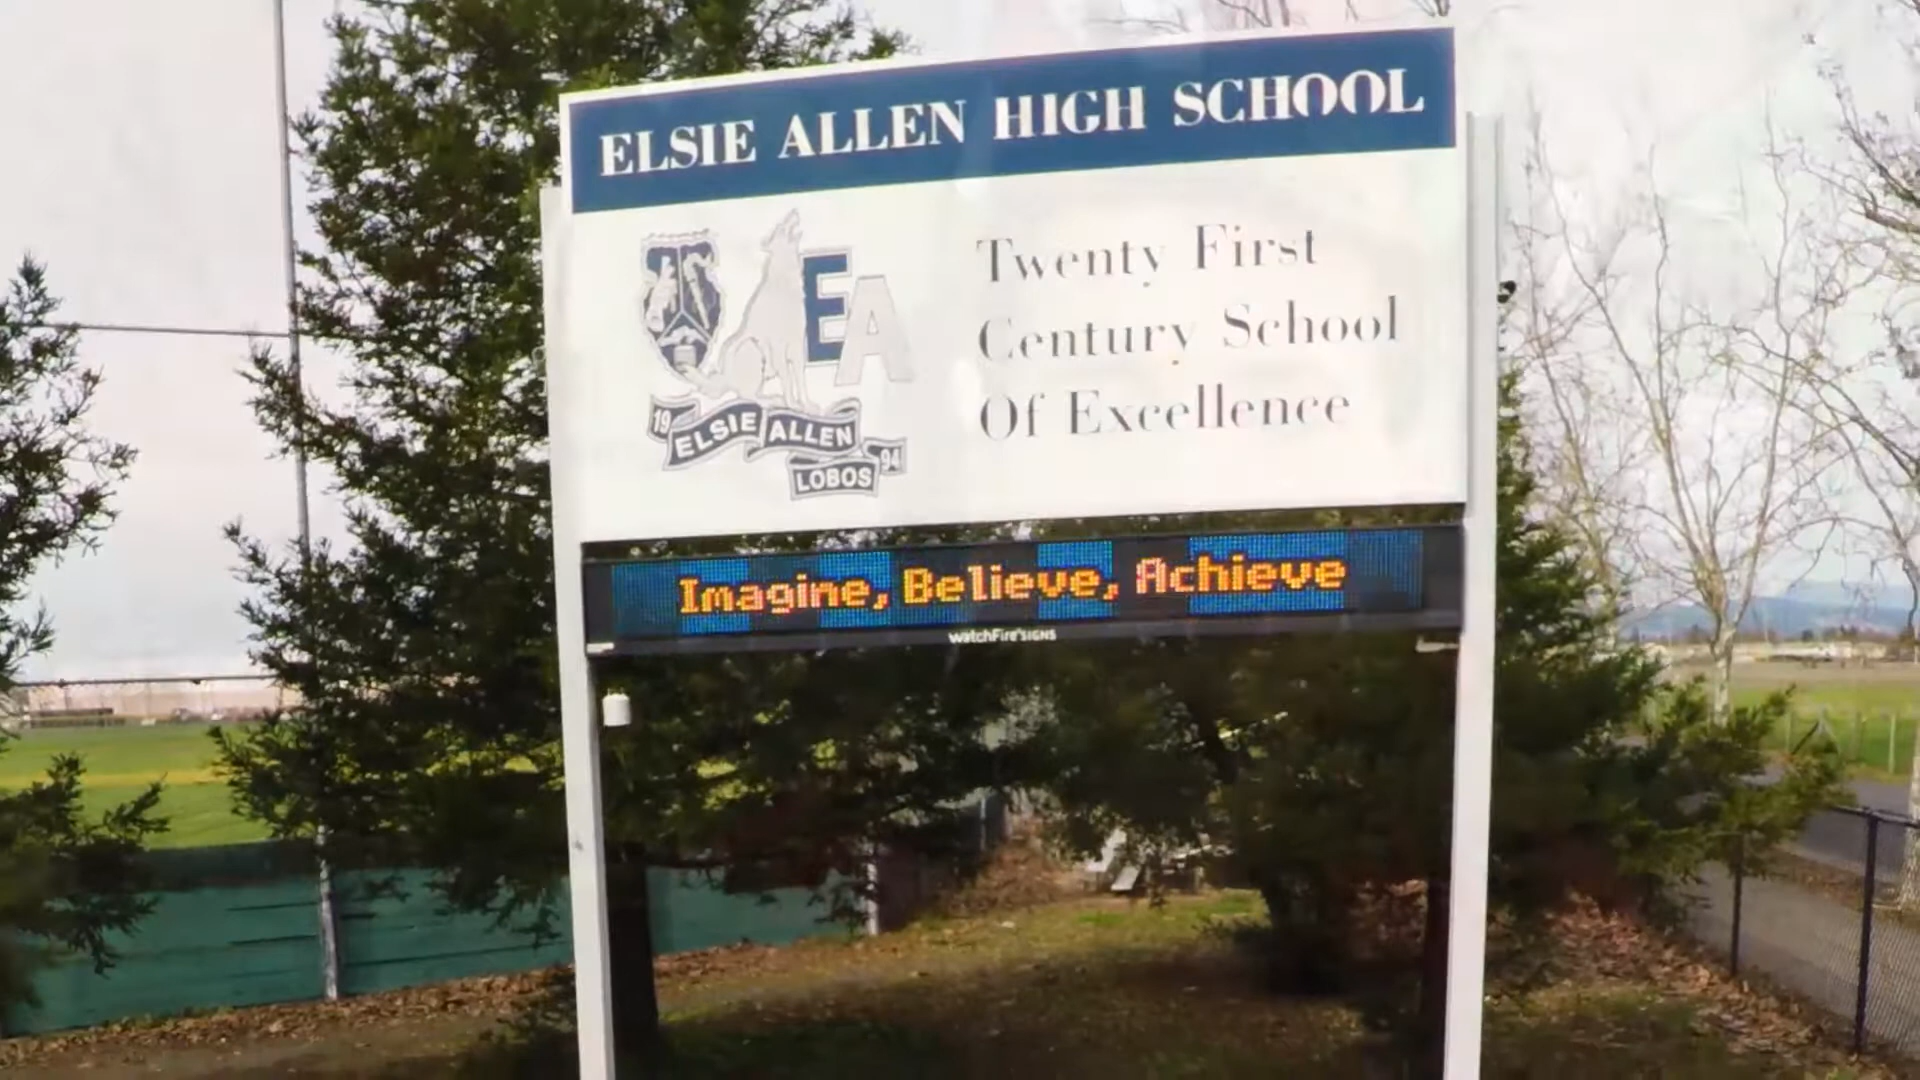 ELSIE ALLEN HIGH SCHOOL
EA
Twenty First
Century School
Of Excellence
19 ELSIE ALLEN 94
LOBOS
Imagine, Believe, Achieve
watchFire SIGNS